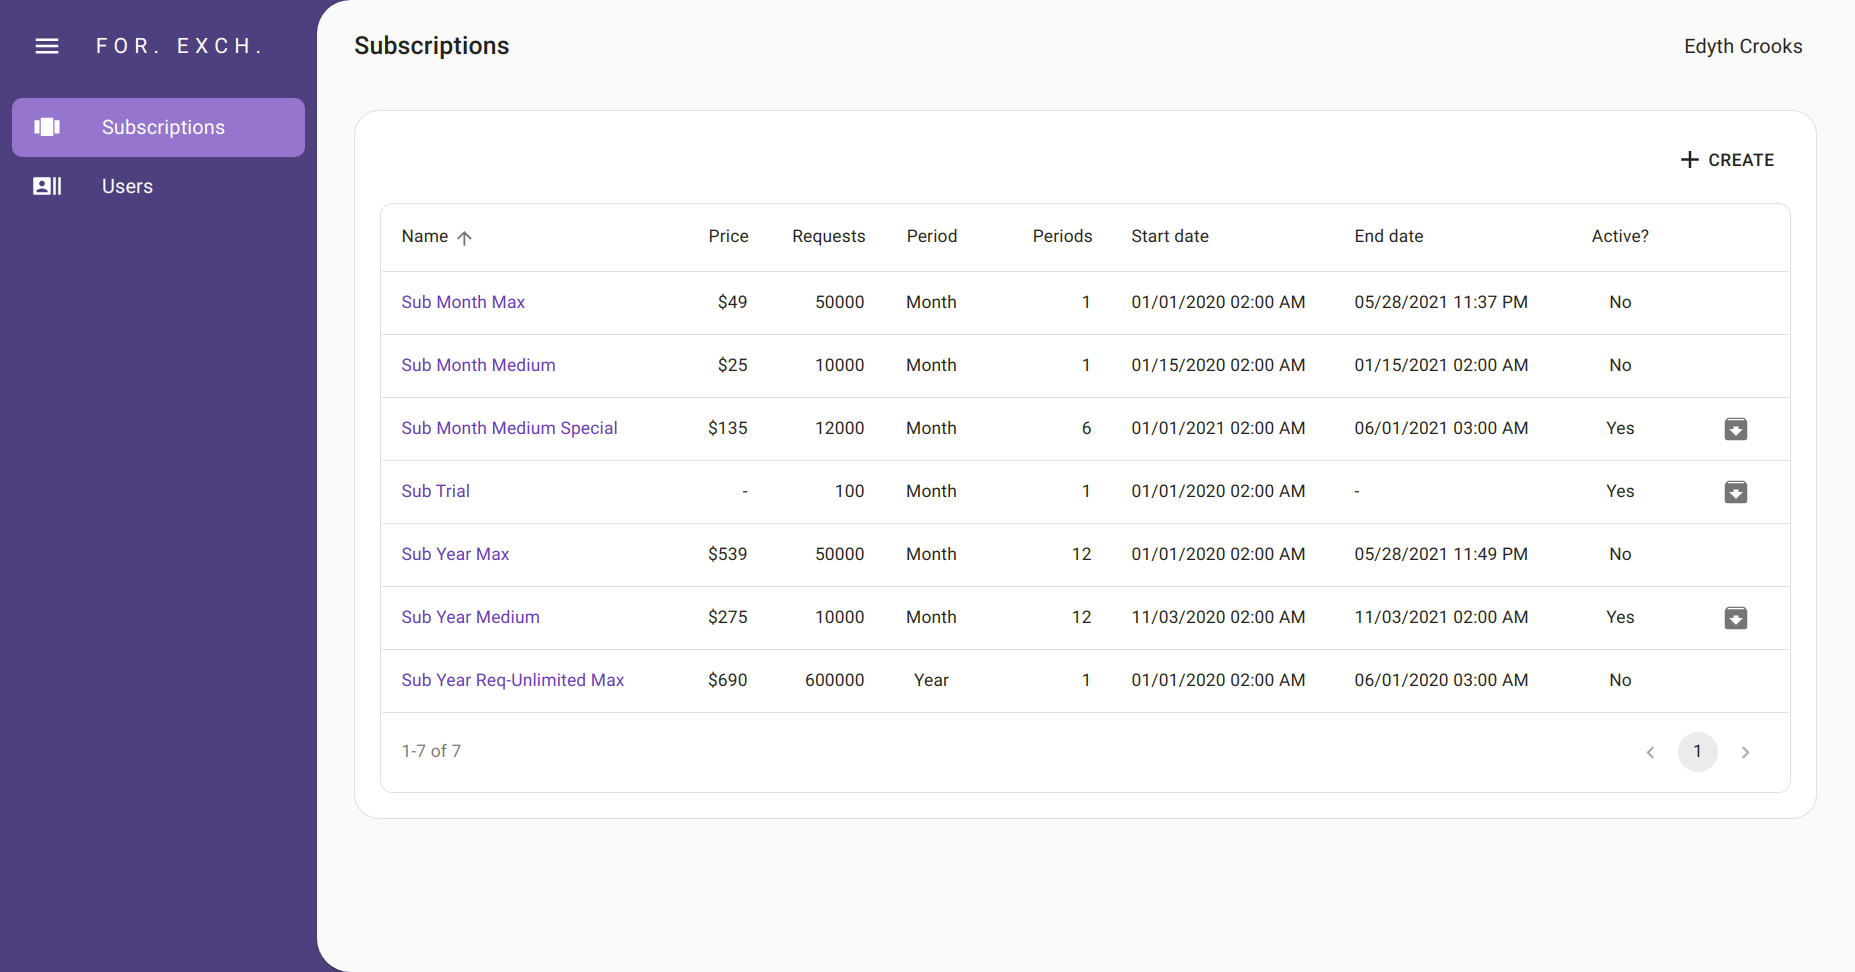 FOR. EXCH.
Subscriptions
Edyth Crooks
Subscriptions
Users
CREATE
Name Price Requests Period Periods Start date End date Active?
Sub Month Max $49 50000 Month 1 01/01/2020 02:00 AM 05/28/2021 11:37 PM No
Sub Month Medium $25 10000 Month 1 01/15/2020 02:00 AM 01/15/2021 02:00 AM No
Sub Month Medium Special $135 12000 Month 6 01/01/2021 02:00 AM 06/01/2021 03:00 AM Yes
Sub Trial - 100 Month 1 01/01/2020 02:00 AM - Yes
Sub Year Max $539 50000 Month 12 01/01/2020 02:00 AM 05/28/2021 11:49 PM No
Sub Year Medium $275 10000 Month 12 11/03/2020 02:00 AM 11/03/2021 02:00 AM Yes
Sub Year Req-Unlimited Max $690 600000 Year 1 01/01/2020 02:00 AM 06/01/2020 03:00 AM No
1-7 of 7
1